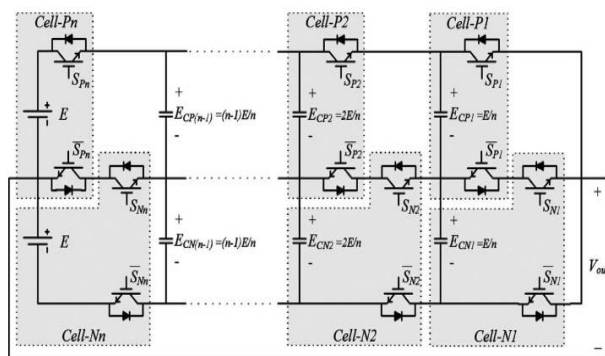 Cell-Pn
Cell-P2
Cell-P1
S_Pn
S_P2
S_P1
+
E_CP(n-1)=(n-1)E/n
-
+
E_CP2=2E/n
-
+
E_CP1=E/n
-
E
S̅_Pn
S̅_P2
S̅_P1
S_Nn
S_N2
S_N1
+
E_CN(n-1)=(n-1)E/n
-
+
E_CN2=2E/n
-
+
E_CN1=E/n
-
+
E
S̅_Nn
S̅_N2
S̅_N1
-
Cell-Nn
Cell-N2
Cell-N1